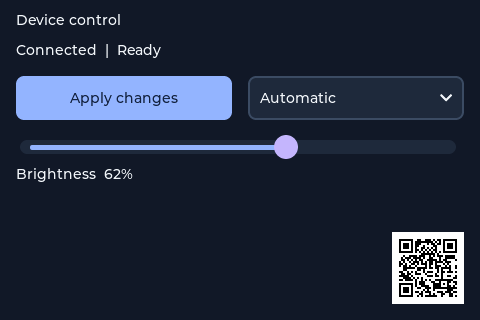 Device control
Connected | Ready
Apply changes
Automatic
Brightness 62%